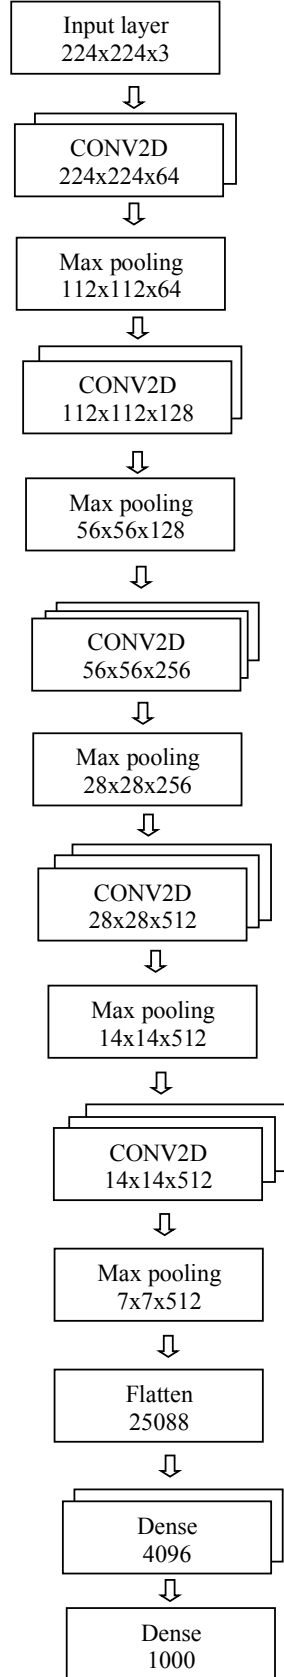 Input layer
224x224x3
CONV2D
224x224x64
Max pooling
112x112x64
CONV2D
112x112x128
Max pooling
56x56x128
CONV2D
56x56x256
Max pooling
28x28x256
CONV2D
28x28x512
Max pooling
14x14x512
CONV2D
14x14x512
Max pooling
7x7x512
Flatten
25088
Dense
4096
Dense
1000